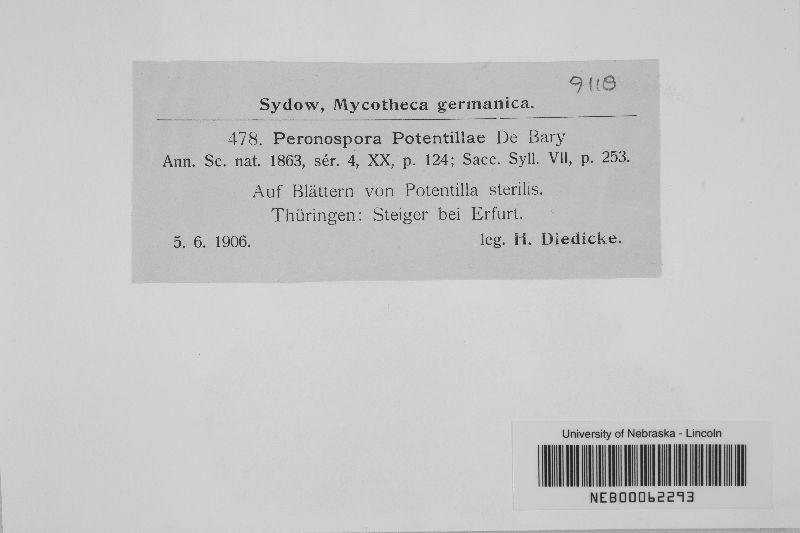 9118
Sydow, Mycotheca germanica.
478. Peronospora Potentillae De Bary
Ann. Sc. nat. 1863, sér. 4, XX, p. 124; Sacc. Syll. VII, p. 253.
Auf Blättern von Potentilla sterilis.
Thüringen: Steiger bei Erfurt.
5. 6. 1906. leg. H. Diedicke.
University of Nebraska - Lincoln
NEB00062293